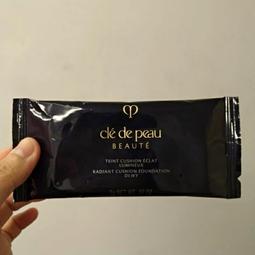 clé de peau
BEAUTÉ
TEINT CUSHION ÉCLAT
LUMINEUX
RADIANT CUSHION FOUNDATION
DEWY